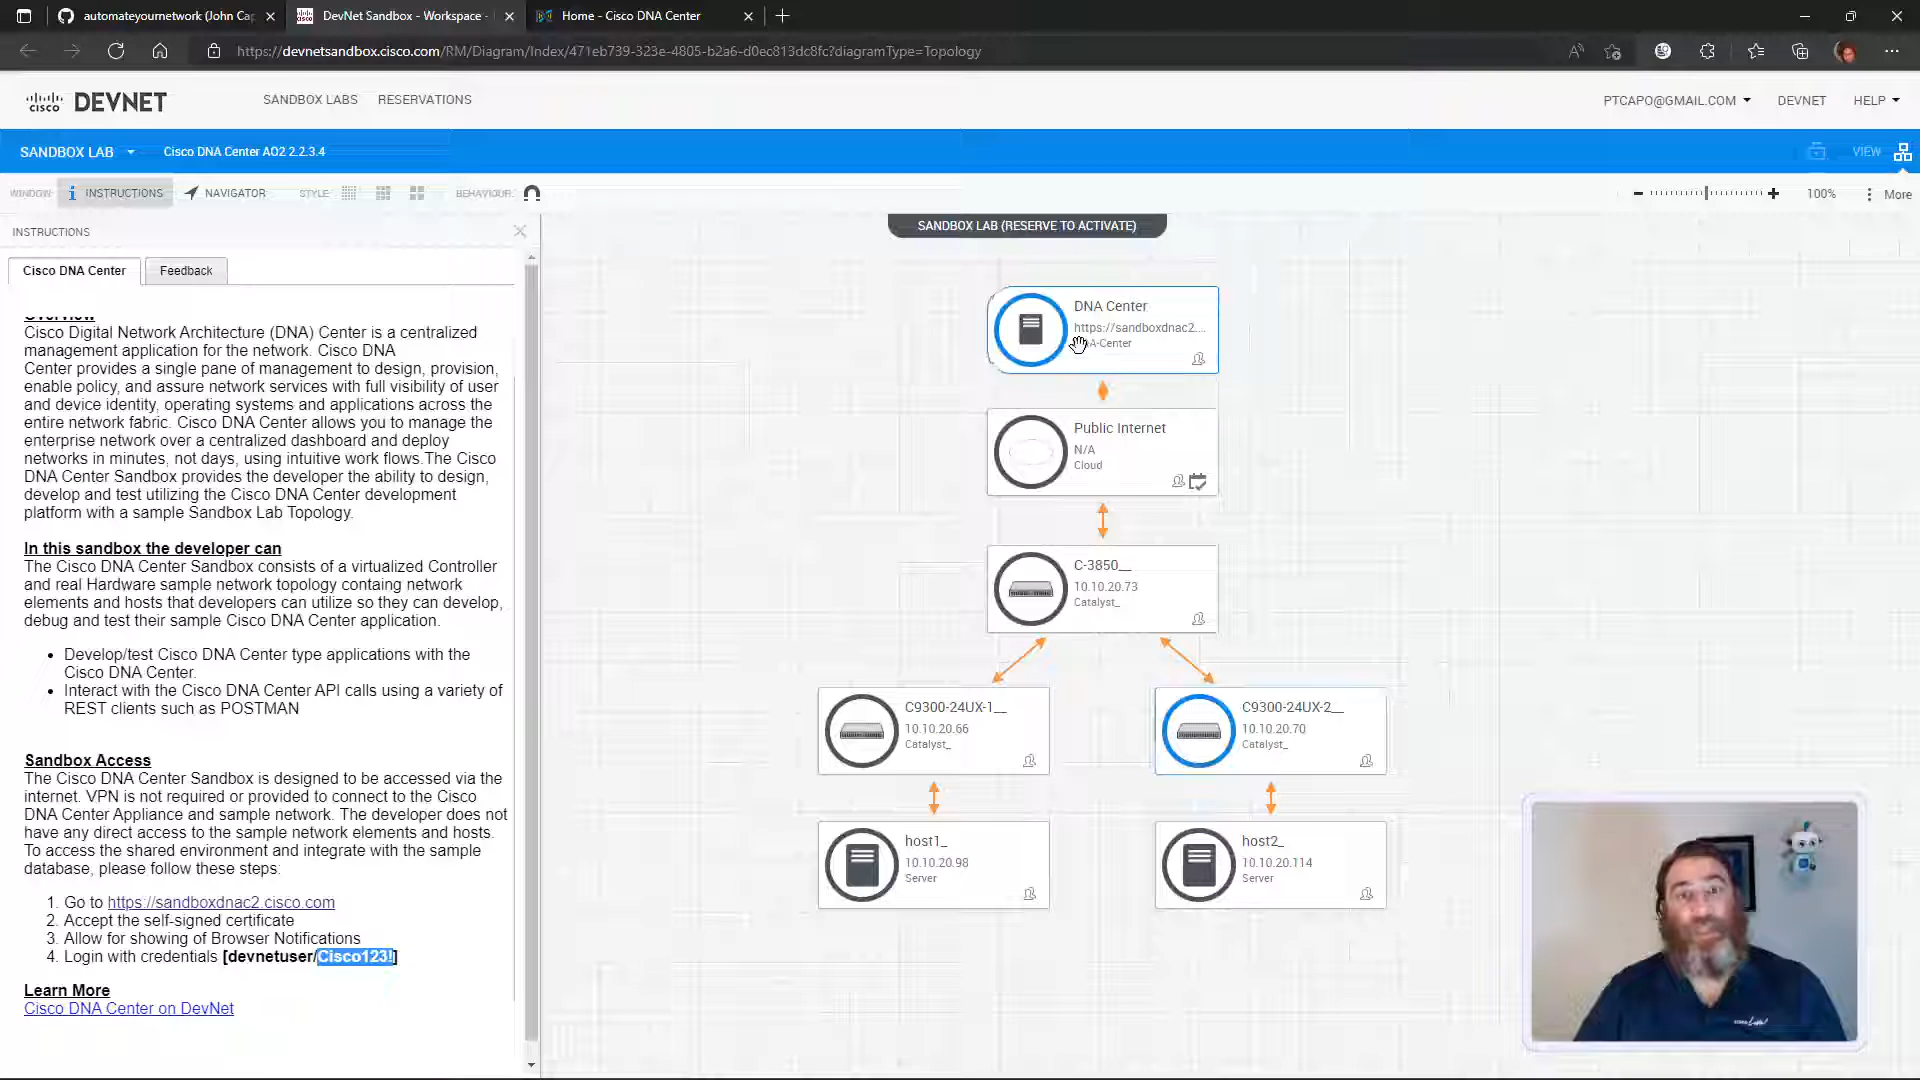 automateyournetwork (John Cap
DevNet Sandbox - Workspace -
Home - Cisco DNA Center
https://devnetsandbox.cisco.com/RM/Diagram/Index/471eb739-323e-4805-b2a6-d0ec813dc8fc?diagramType=Topology
cisco DEVNET
SANDBOX LABS
RESERVATIONS
PTCAPO@GMAIL.COM
DEVNET
HELP
SANDBOX LAB
Cisco DNA Center AO2 2.2.3.4
VIEW
WINDOW:
INSTRUCTIONS
NAVIGATOR
STYLE:
BEHAVIOUR:
100%
More
INSTRUCTIONS
SANDBOX LAB (RESERVE TO ACTIVATE)
Cisco DNA Center
Feedback
Overview
Cisco Digital Network Architecture (DNA) Center is a centralized
management application for the network. Cisco DNA
Center provides a single pane of management to design, provision,
enable policy, and assure network services with full visibility of user
and device identity, operating systems and applications across the
entire network fabric. Cisco DNA Center allows you to manage the
enterprise network over a centralized dashboard and deploy
networks in minutes, not days, using intuitive work flows.The Cisco
DNA Center Sandbox provides the developer the ability to design,
develop and test utilizing the Cisco DNA Center development
platform with a sample Sandbox Lab Topology.
In this sandbox the developer can
The Cisco DNA Center Sandbox consists of a virtualized Controller
and real Hardware sample network topology containg network
elements and hosts that developers can utilize so they can develop,
debug and test their sample Cisco DNA Center application.
• Develop/test Cisco DNA Center type applications with the
Cisco DNA Center.
• Interact with the Cisco DNA Center API calls using a variety of
REST clients such as POSTMAN
Sandbox Access
The Cisco DNA Center Sandbox is designed to be accessed via the
internet. VPN is not required or provided to connect to the Cisco
DNA Center Appliance and sample network. The developer does not
have any direct access to the sample network elements and hosts.
To access the shared environment and integrate with the sample
database, please follow these steps:
1. Go to https://sandboxdnac2.cisco.com
2. Accept the self-signed certificate
3. Allow for showing of Browser Notifications
4. Login with credentials [devnetuser/Cisco123!]
Learn More
Cisco DNA Center on DevNet
DNA Center
https://sandboxdnac2....
A-Center
Public Internet
N/A
Cloud
C-3850__
10.10.20.73
Catalyst_
C9300-24UX-1__
10.10.20.66
Catalyst_
C9300-24UX-2__
10.10.20.70
Catalyst_
host1_
10.10.20.98
Server
host2_
10.10.20.114
Server